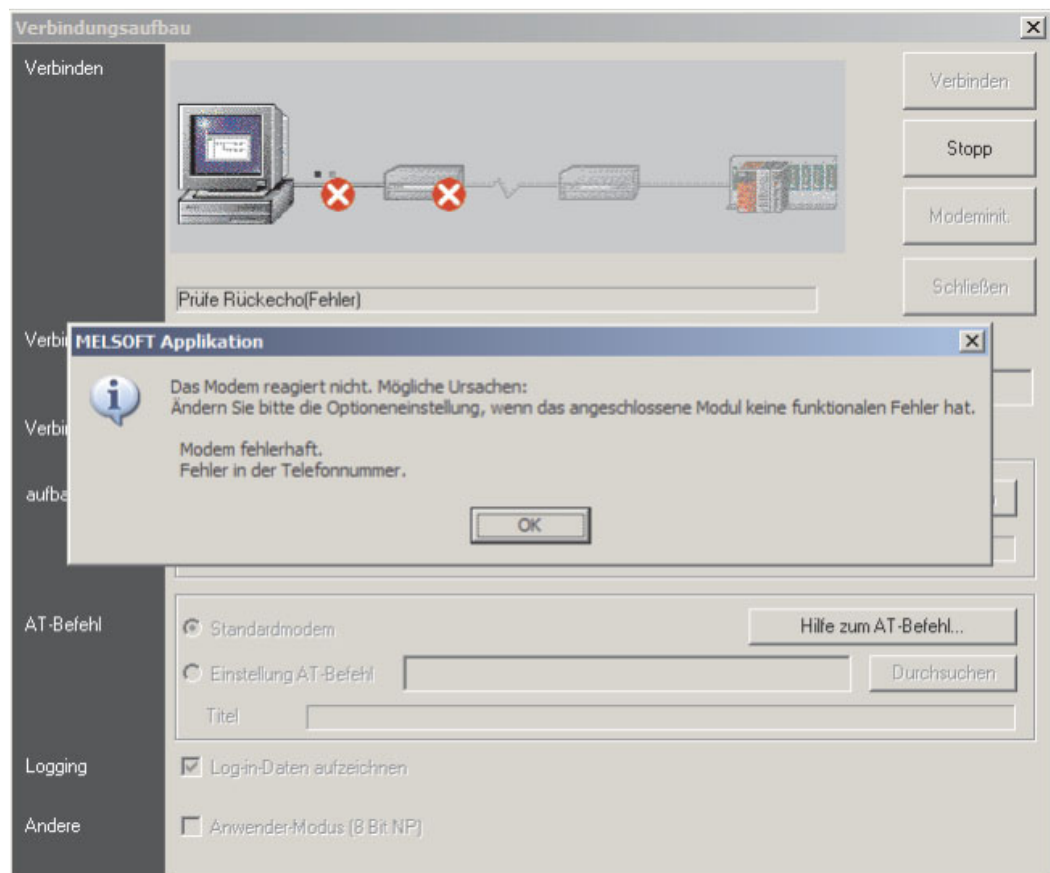 Verbindungsaufbau
Verbinden
Verbinden
Stopp
Modeminit.
Schließen
Prüfe Rückecho(Fehler)
Verbi
MELSOFT Applikation
Das Modem reagiert nicht. Mögliche Ursachen:
Ändern Sie bitte die Optioneneinstellung, wenn das angeschlossene Modul keine funktionalen Fehler hat.
Modem fehlerhaft.
Fehler in der Telefonnummer.
OK
Verbi
aufba
AT-Befehl
Standardmodem
Hilfe zum AT-Befehl...
Einstellung AT-Befehl
Durchsuchen
Titel
Logging
Log-in-Daten aufzeichnen
Andere
Anwender-Modus (8 Bit NP)